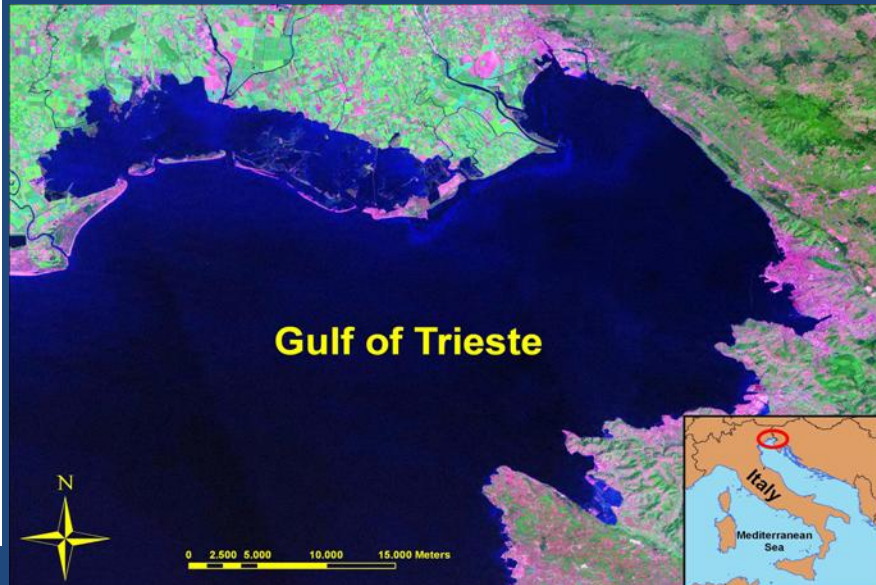 Gulf of Trieste
N
0 2.500 5.000 10.000 15.000 Meters
Italy
Mediterranean
Sea